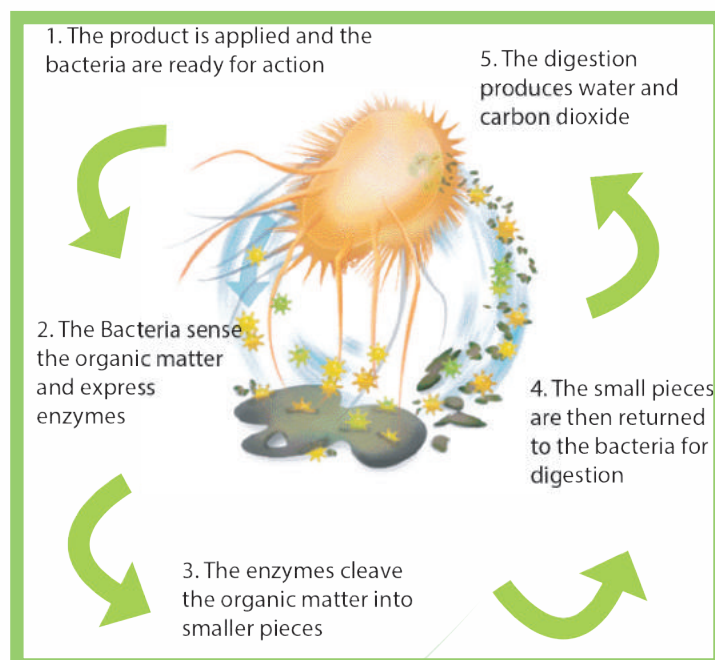 1. The product is applied and the
bacteria are ready for action
2. The Bacteria sense
the organic matter
and express
enzymes
3. The enzymes cleave
the organic matter into
smaller pieces
4. The small pieces
are then returned
to the bacteria for
digestion
5. The digestion
produces water and
carbon dioxide